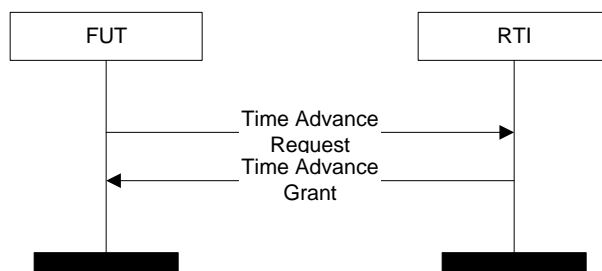 FUT
RTI
Time Advance
Request
Time Advance
Grant